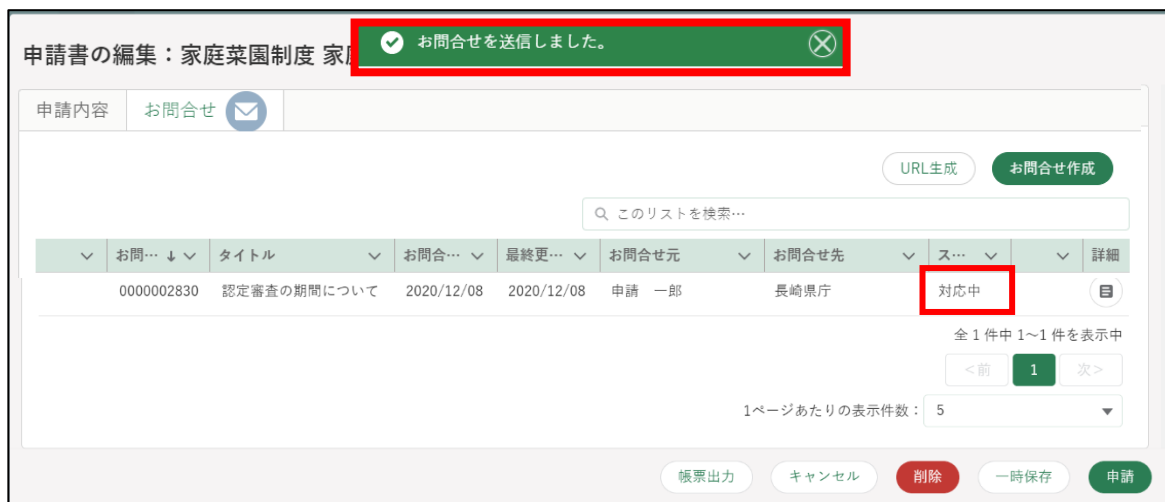 お問合せを送信しました。
申請書の編集：家庭菜園制度 家
申請内容 お問合せ
URL生成 お問合せ作成
このリストを検索…
お問… ↓ タイトル お問合… 最終更… お問合せ元 お問合せ先 ス… 詳細
0000002830 認定審査の期間について 2020/12/08 2020/12/08 申請 一郎 長崎県庁 対応中
全 1 件中 1～1 件を表示中
<前 1 次>
1ページあたりの表示件数： 5
帳票出力 キャンセル 削除 一時保存 申請